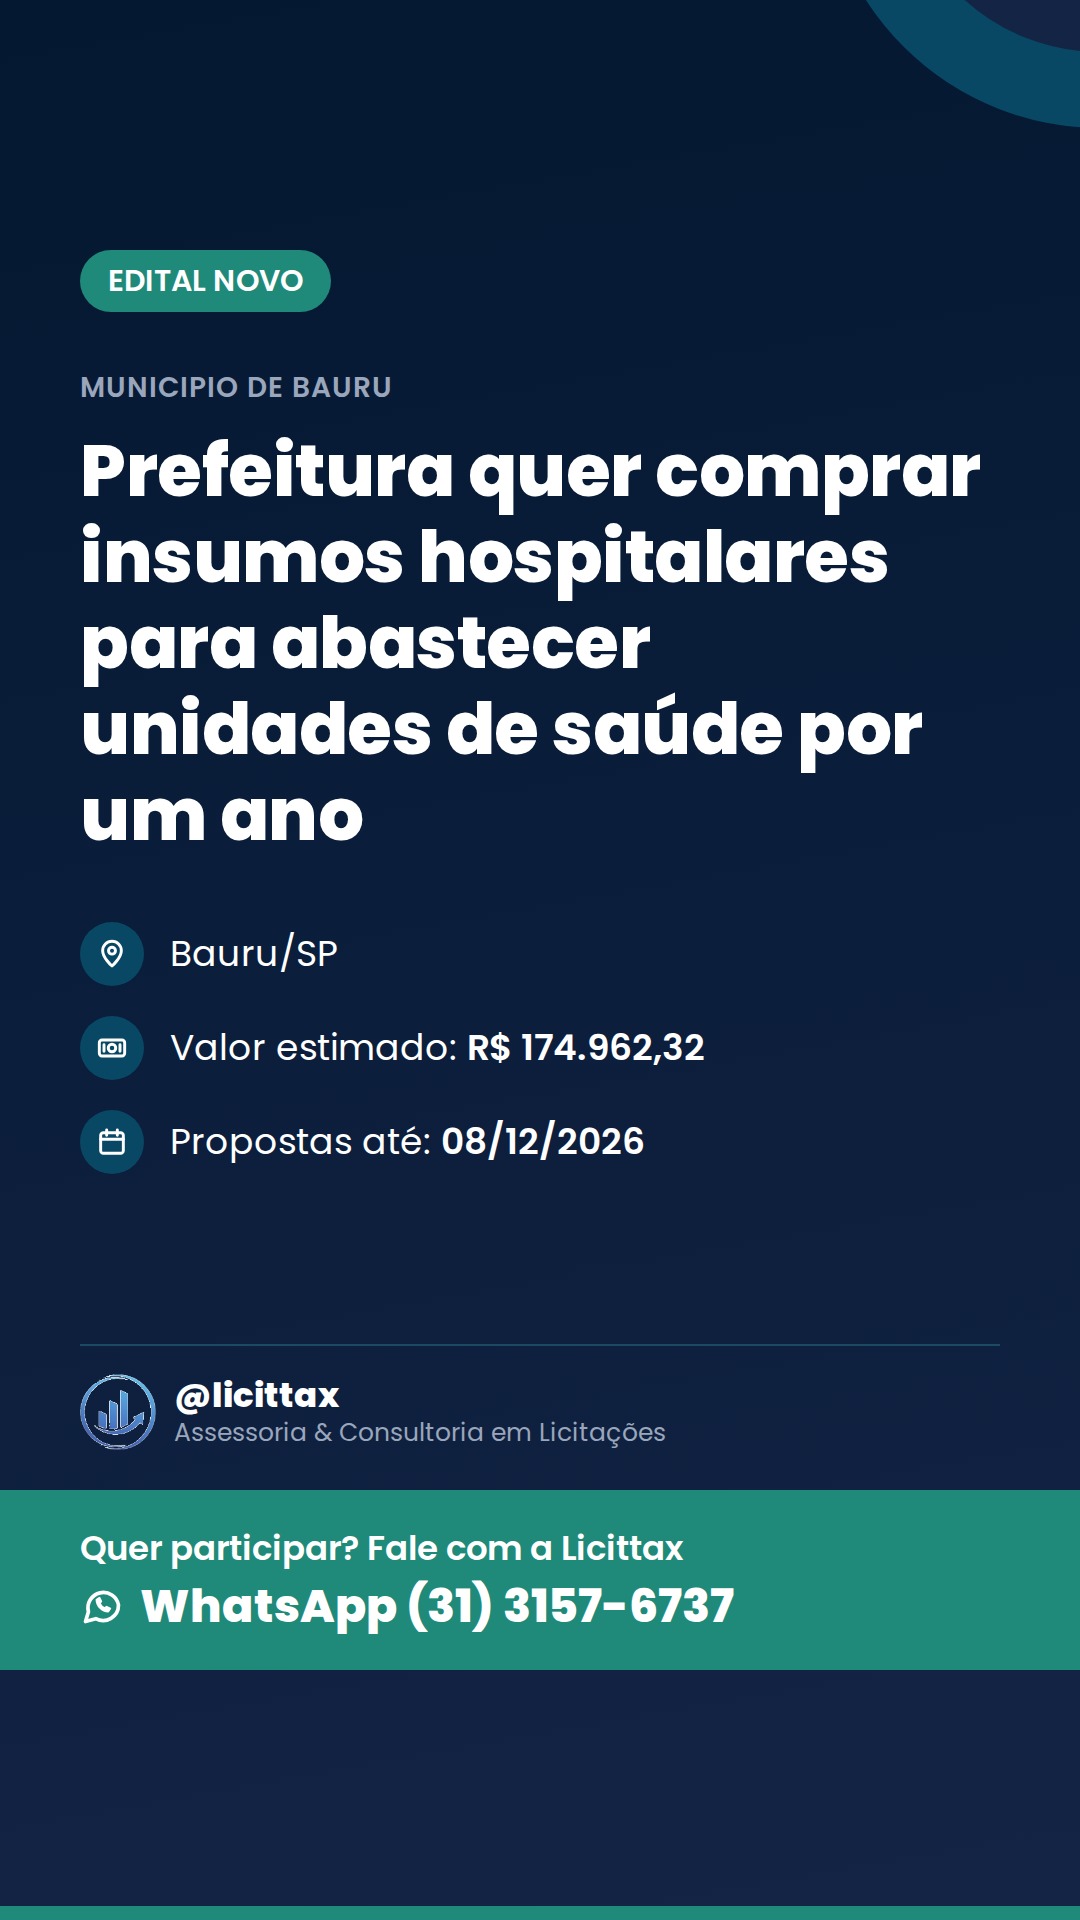 EDITAL NOVO
MUNICIPIO DE BAURU
Prefeitura quer comprar
insumos hospitalares
para abastecer
unidades de saúde por
um ano
Bauru/SP
Valor estimado: R$ 174.962,32
Propostas até: 08/12/2026
@licittax
Assessoria & Consultoria em Licitações
Quer participar? Fale com a Licittax
WhatsApp (31) 3157-6737